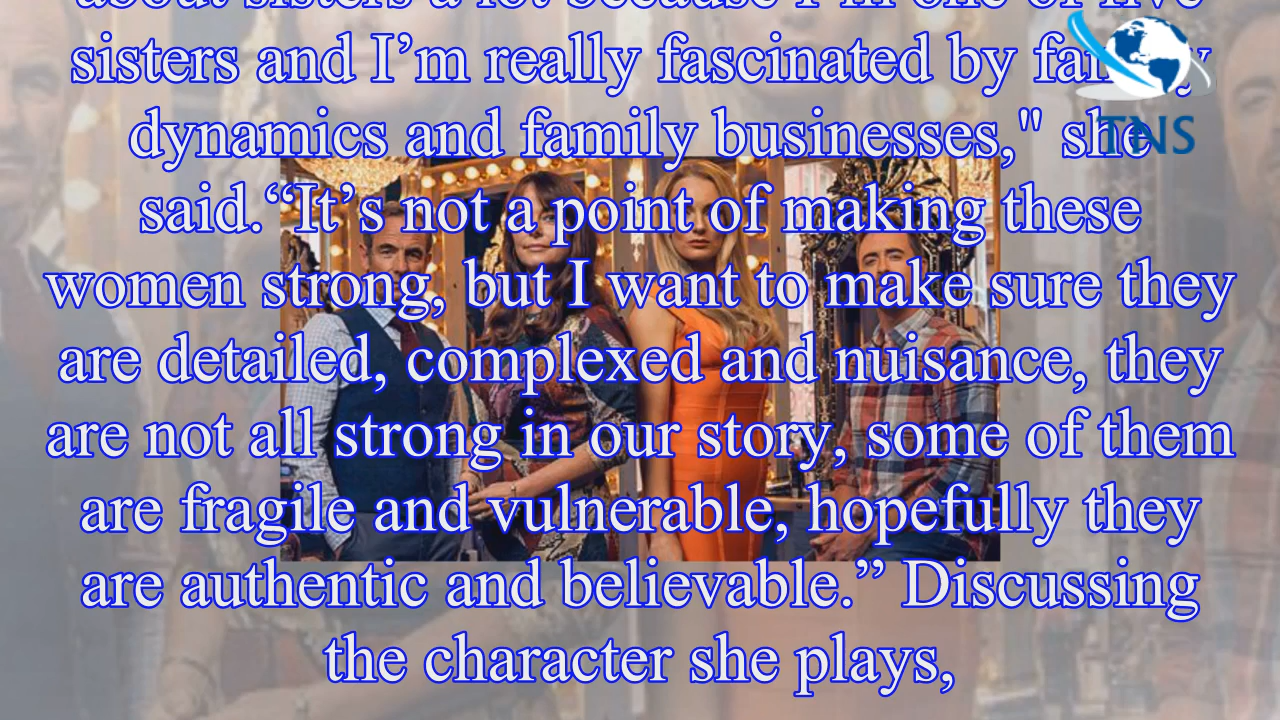 about sisters a lot because I'm one of five
sisters and I’m really fascinated by family
dynamics and family businesses," she
said.“It’s not a point of making these
women strong, but I want to make sure they
are detailed, complexed and nuisance, they
are not all strong in our story, some of them
are fragile and vulnerable, hopefully they
are authentic and believable.” Discussing
the character she plays,
TNS